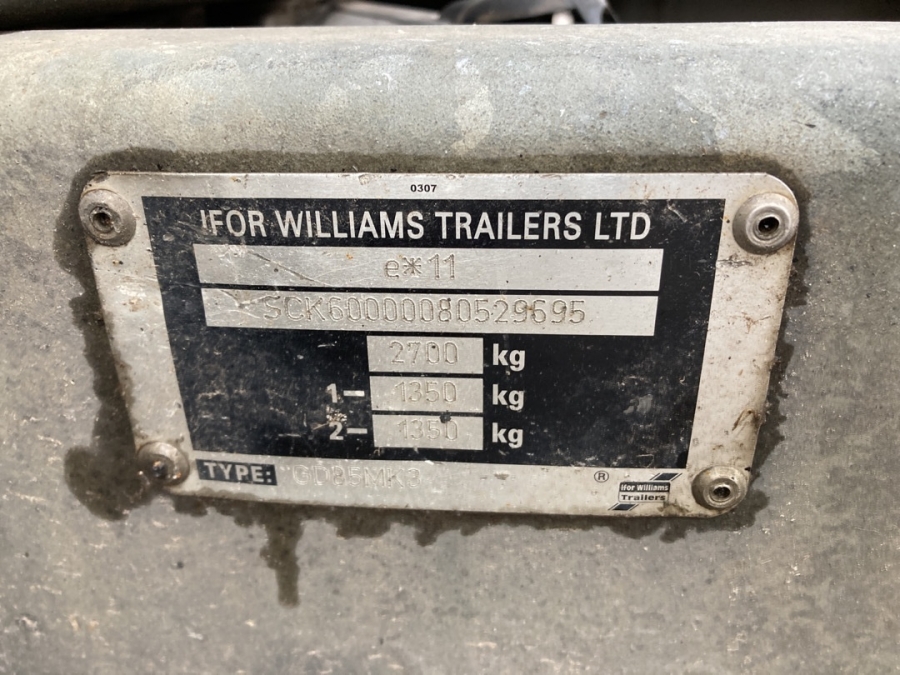 0307
IFOR WILLIAMS TRAILERS LTD
e*11
SCK60000080529695
2700 kg
1- 1350 kg
2- 1350 kg
TYPE: GD85MK3
®
Ifor Williams
Trailers